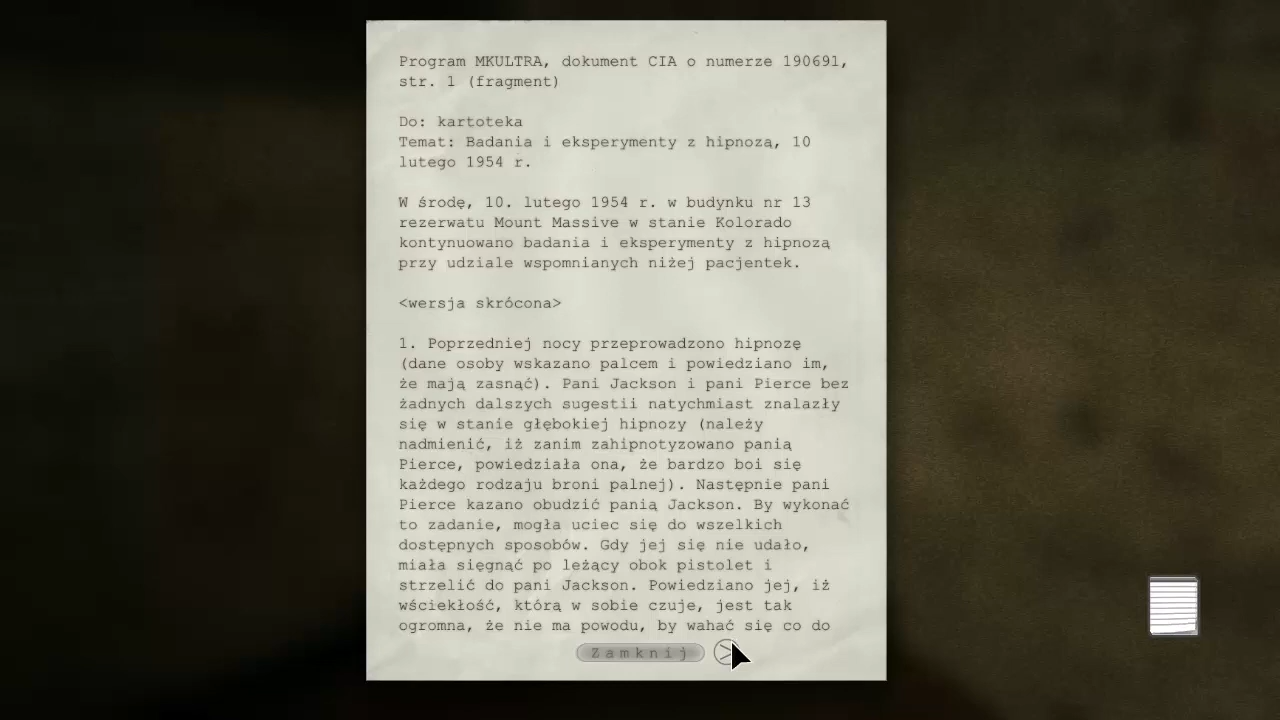 Program MKULTRA, dokument CIA o numerze 190691,
str. 1 (fragment)
Do: kartoteka
Temat: Badania i eksperymenty z hipnozą, 10
lutego 1954 r.
W środę, 10. lutego 1954 r. w budynku nr 13
rezerwatu Mount Massive w stanie Kolorado
kontynuowano badania i eksperymenty z hipnozą
przy udziale wspomnianych niżej pacjentek.
<wersja skrócona>
1. Poprzedniej nocy przeprowadzono hipnozę
(dane osoby wskazano palcem i powiedziano im,
że mają zasnąć). Pani Jackson i pani Pierce bez
żadnych dalszych sugestii natychmiast znalazły
się w stanie głębokiej hipnozy (należy
nadmienić, iż zanim zahipnotyzowano panią
Pierce, powiedziała ona, że bardzo boi się
każdego rodzaju broni palnej). Następnie pani
Pierce kazano obudzić panią Jackson. By wykonać
to zadanie, mogła uciec się do wszelkich
dostępnych sposobów. Gdy jej się nie udało,
miała sięgnąć po leżący obok pistolet i
strzelić do pani Jackson. Powiedziano jej, iż
wściekłość, którą w sobie czuje, jest tak
ogromna, że nie ma powodu, by wahać się co do
Zamknij >